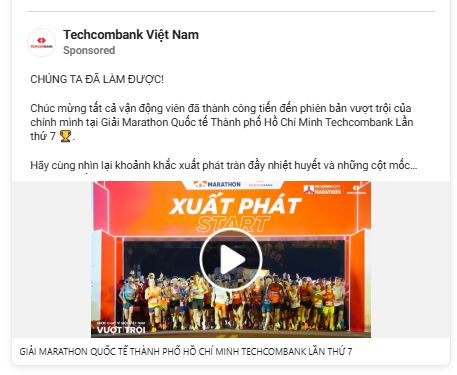 Techcombank Việt Nam
Sponsored
TECHCOMBANK
CHÚNG TA ĐÃ LÀM ĐƯỢC!
Chúc mừng tất cả vận động viên đã thành công tiến đến phiên bản vượt trội của
chính mình tại Giải Marathon Quốc tế Thành phố Hồ Chí Minh Techcombank Lần
thứ 7 🏆.
Hãy cùng nhìn lại khoảnh khắc xuất phát tràn đầy nhiệt huyết và những cột mốc...
MARATHON
TECHCOMBANK
HO CHI MINH CITY
MARATHON
XUẤT PHÁT
START
VƯỢT TRỘI
GIẢI MARATHON QUỐC TẾ THÀNH PHỐ HỒ CHÍ MINH TECHCOMBANK LẦN THỨ 7